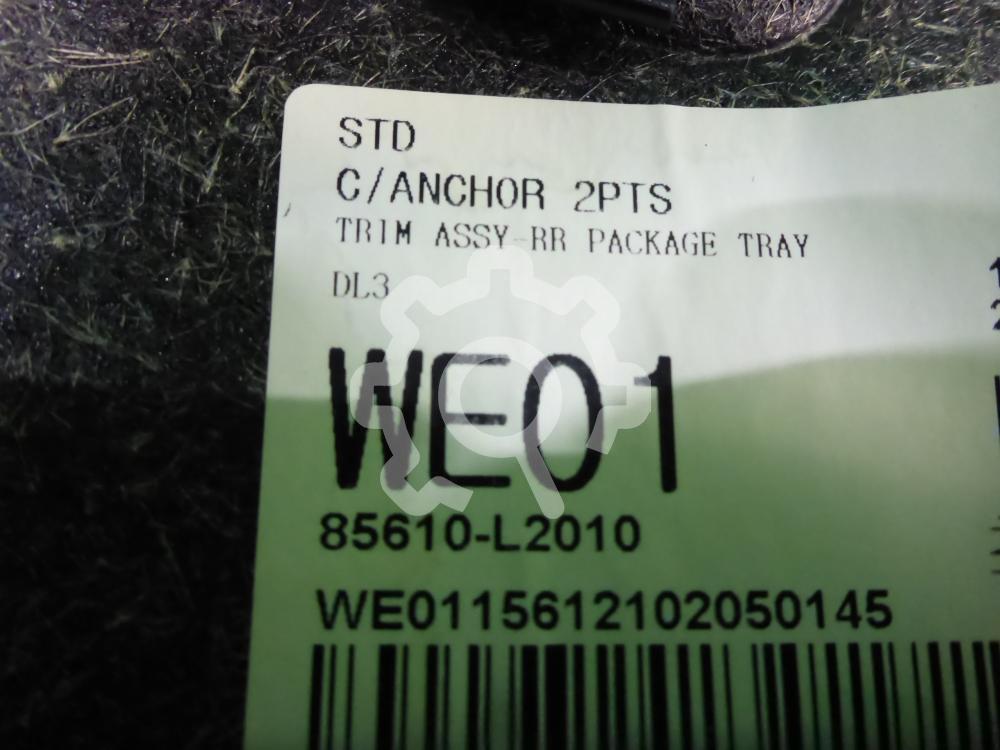 STD
C/ANCHOR 2PTS
TRIM ASSY-RR PACKAGE TRAY
DL3
WE01
85610-L2010
WE0115612102050145